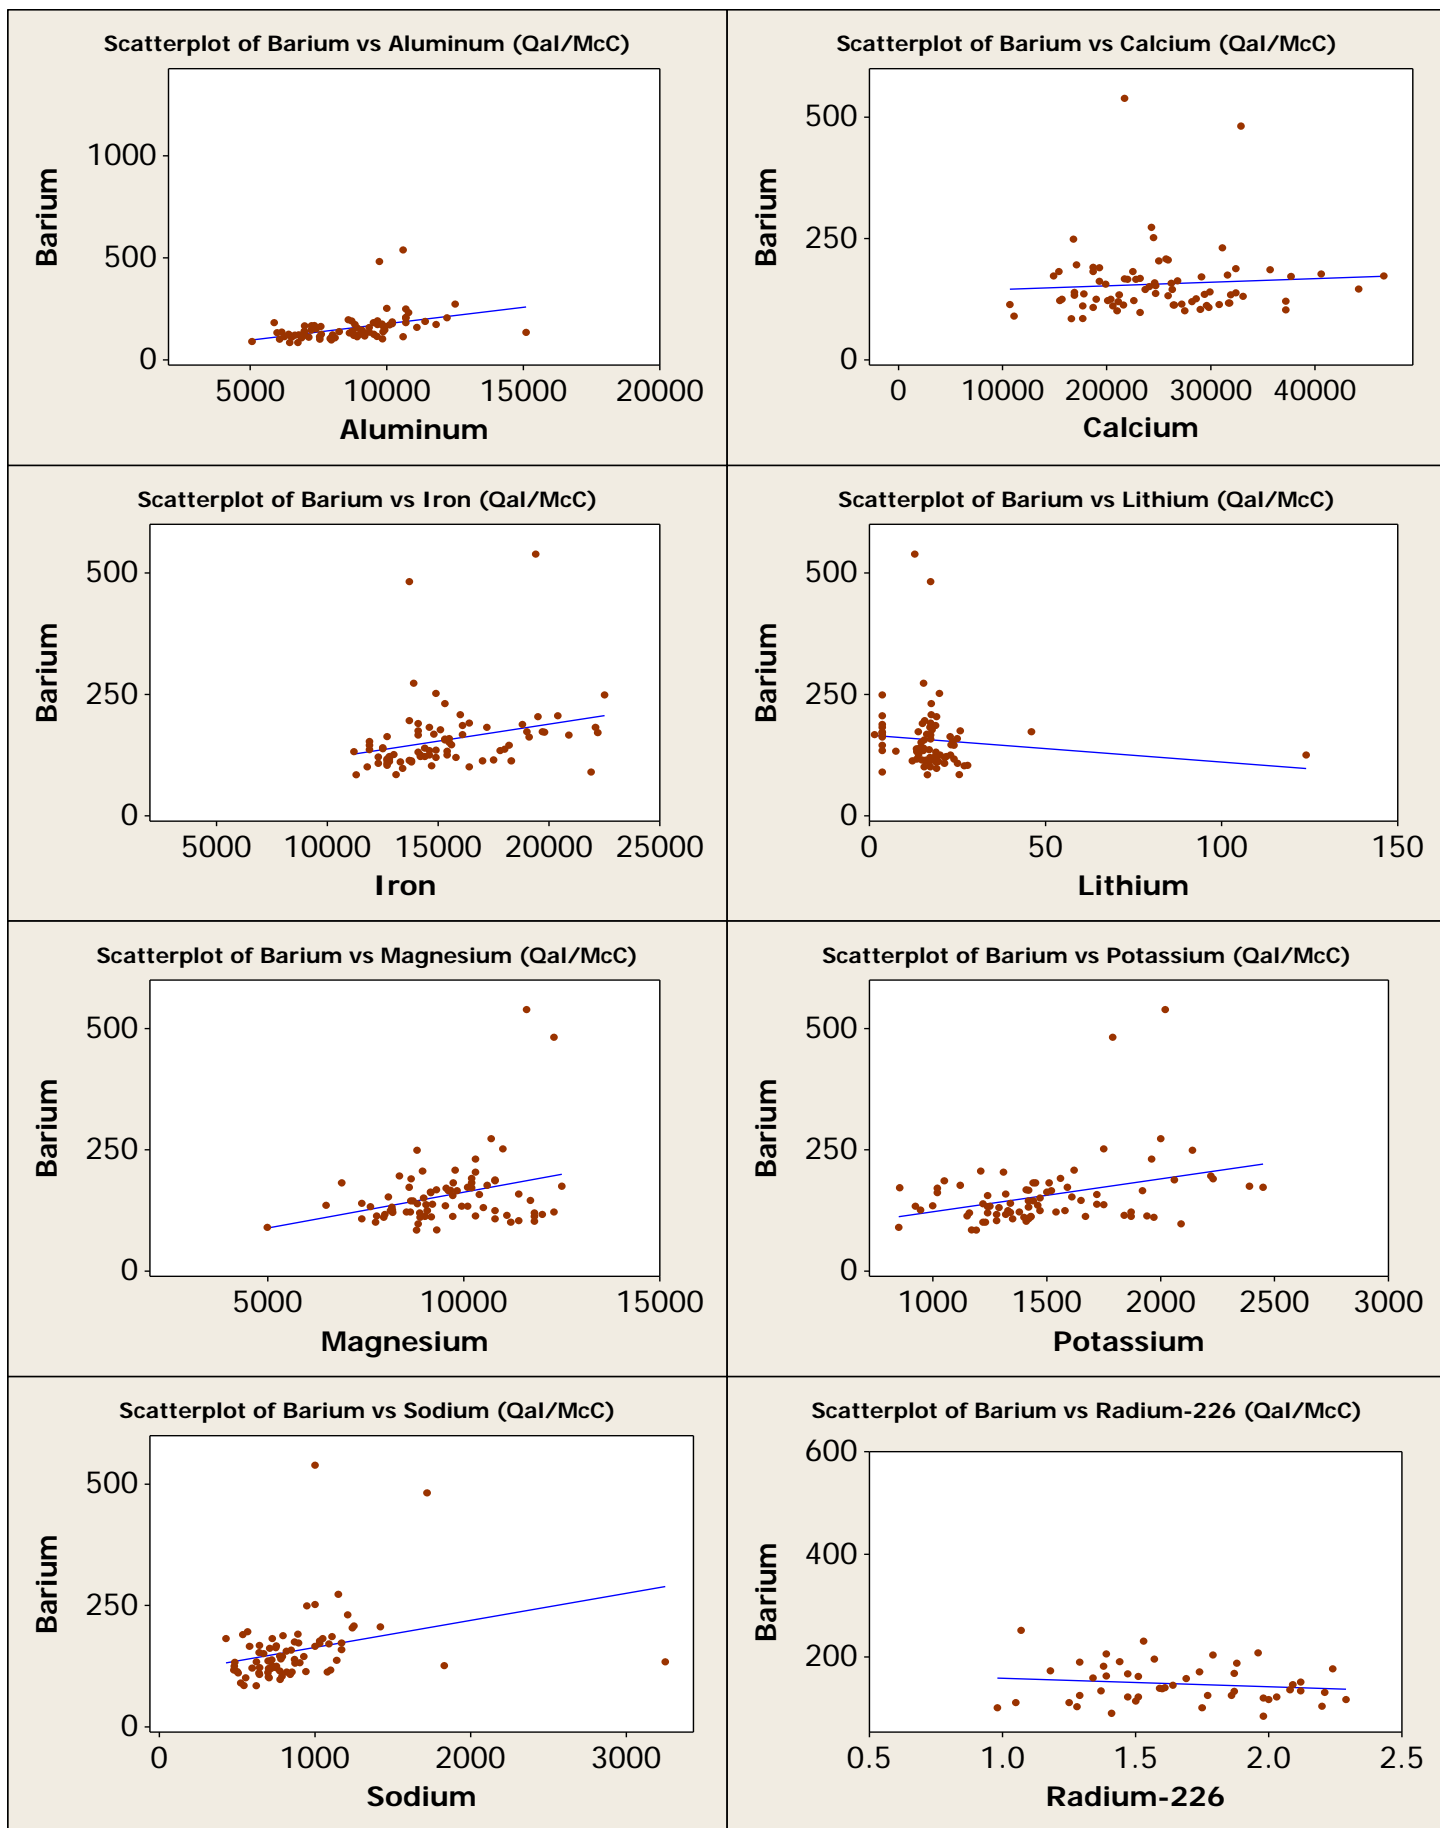 Scatterplot of Barium vs Aluminum (Qal/McC)
Barium
1000
500
0
5000 10000 15000 20000
Aluminum
Scatterplot of Barium vs Calcium (Qal/McC)
Barium
500
250
0
0 10000 20000 30000 40000
Calcium
Scatterplot of Barium vs Iron (Qal/McC)
Barium
500
250
0
5000 10000 15000 20000 25000
Iron
Scatterplot of Barium vs Lithium (Qal/McC)
Barium
500
250
0
0 50 100 150
Lithium
Scatterplot of Barium vs Magnesium (Qal/McC)
Barium
500
250
0
5000 10000 15000
Magnesium
Scatterplot of Barium vs Potassium (Qal/McC)
Barium
500
250
0
1000 1500 2000 2500 3000
Potassium
Scatterplot of Barium vs Sodium (Qal/McC)
Barium
500
250
0
0 1000 2000 3000
Sodium
Scatterplot of Barium vs Radium-226 (Qal/McC)
Barium
600
400
200
0.5 1.0 1.5 2.0 2.5
Radium-226